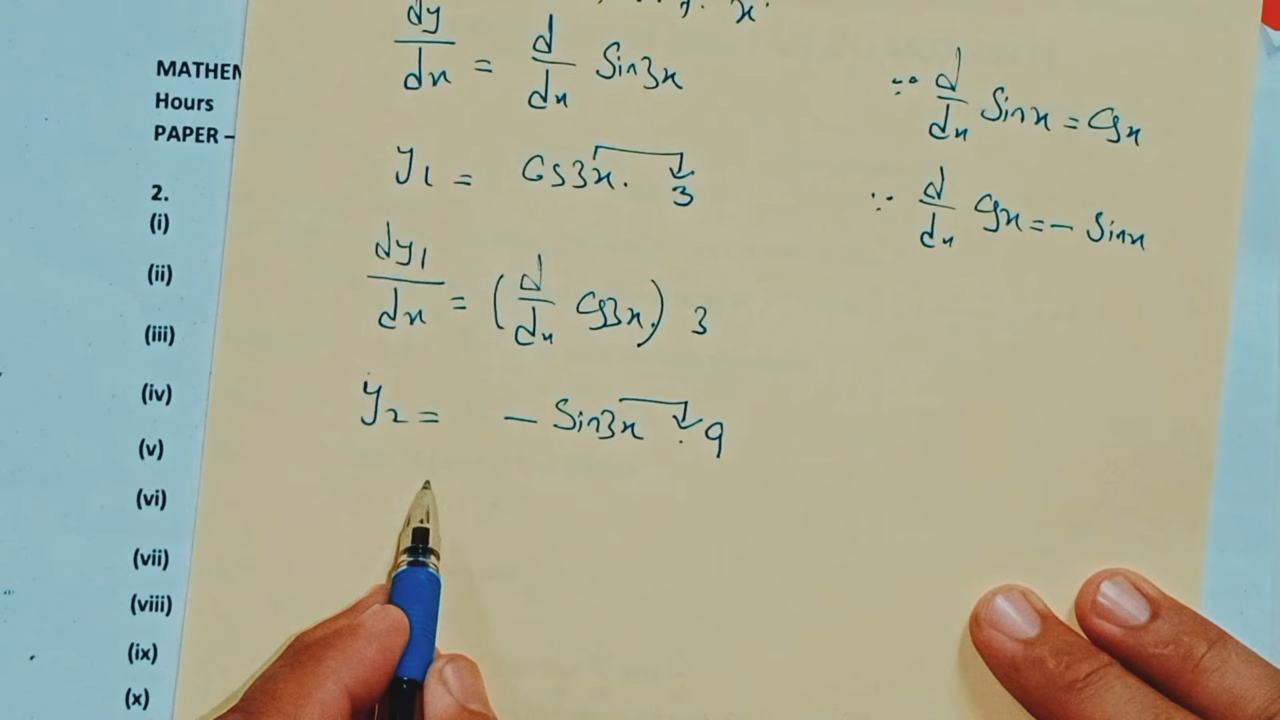 MATHEM
Hours
PAPER –
2.
(i)
(ii)
(iii)
(iv)
(v)
(vi)
(vii)
(viii)
(ix)
(x)
x.
dy/dx = d/dx Sin3x
y₁ = Cos3x. 3
dy₁/dx = (d/dx Cos3x.) 3
y₂ = – Sin3x . 9
∵ d/dx Sinx = Cosx
∵ d/dx Cosx = – Sinx